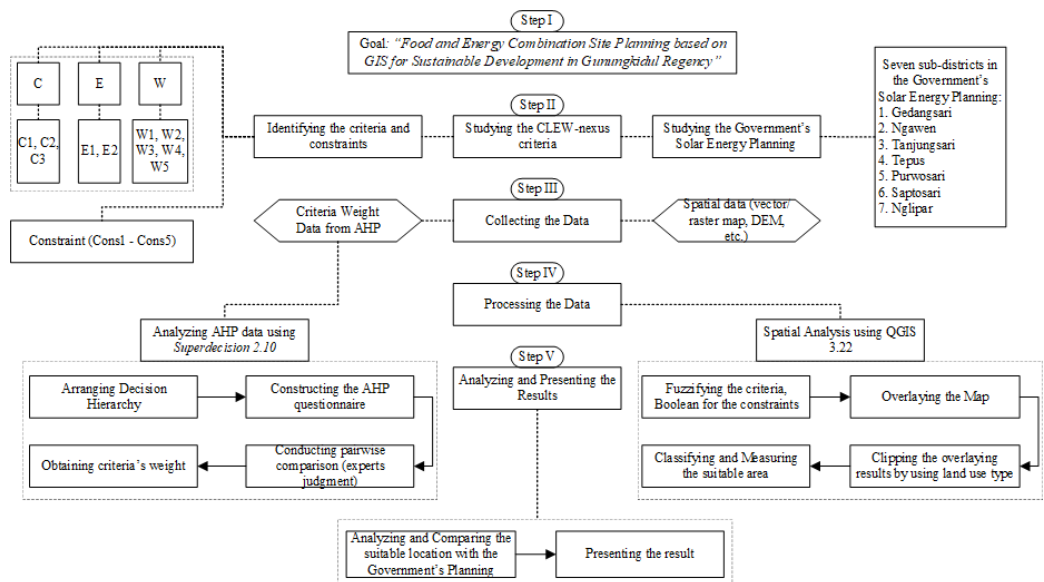 Step I
Goal: “Food and Energy Combination Site Planning based on
GIS for Sustainable Development in Gunungkidul Regency”
C
E
W
C1, C2,
C3
E1, E2
W1, W2,
W3, W4,
W5
Constraint (Cons1 - Cons5)
Step II
Identifying the criteria and
constraints
Studying the CLEW-nexus
criteria
Studying the Government’s
Solar Energy Planning
Seven sub-districts in
the Government’s
Solar Energy Planning:
1. Gedangsari
2. Ngawen
3. Tanjungsari
4. Tepus
5. Purwosari
6. Saptosari
7. Nglipar
Step III
Criteria Weight
Data from AHP
Collecting the Data
Spatial data (vector/
raster map, DEM,
etc.)
Step IV
Processing the Data
Analyzing AHP data using
Superdecision 2.10
Arranging Decision
Hierarchy
Constructing the AHP
questionnaire
Obtaining criteria’s weight
Conducting pairwise
comparison (experts
judgment)
Spatial Analysis using QGIS
3.22
Fuzzifying the criteria,
Boolean for the constraints
Overlaying the Map
Classifying and Measuring
the suitable area
Clipping the overlaying
results by using land use type
Step V
Analyzing and Presenting the
Results
Analyzing and Comparing the
suitable location with the
Government’s Planning
Presenting the result